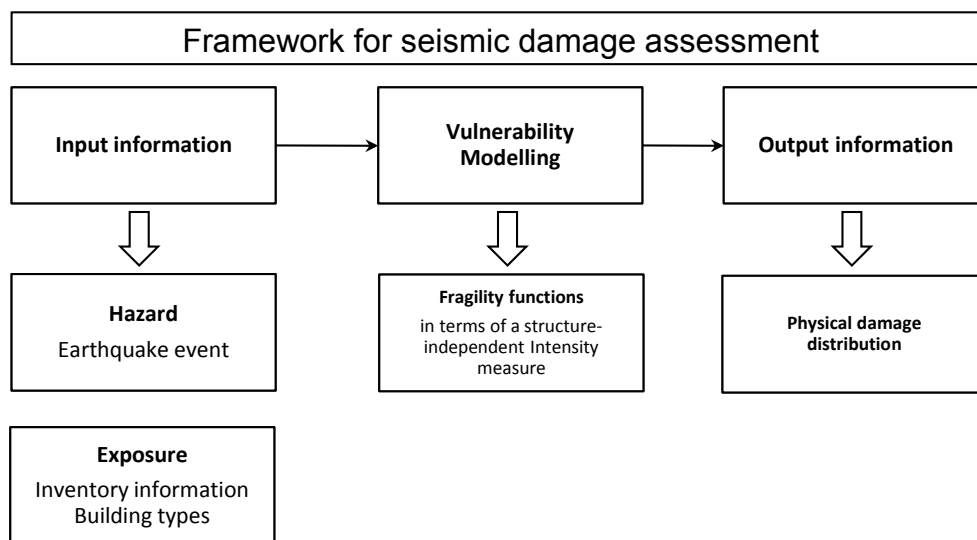 Framework for seismic damage assessment
Input information
Vulnerability
Modelling
Output information
Hazard
Earthquake event
Fragility functions
in terms of a structure-
independent Intensity
measure
Physical damage
distribution
Exposure
Inventory information
Building types